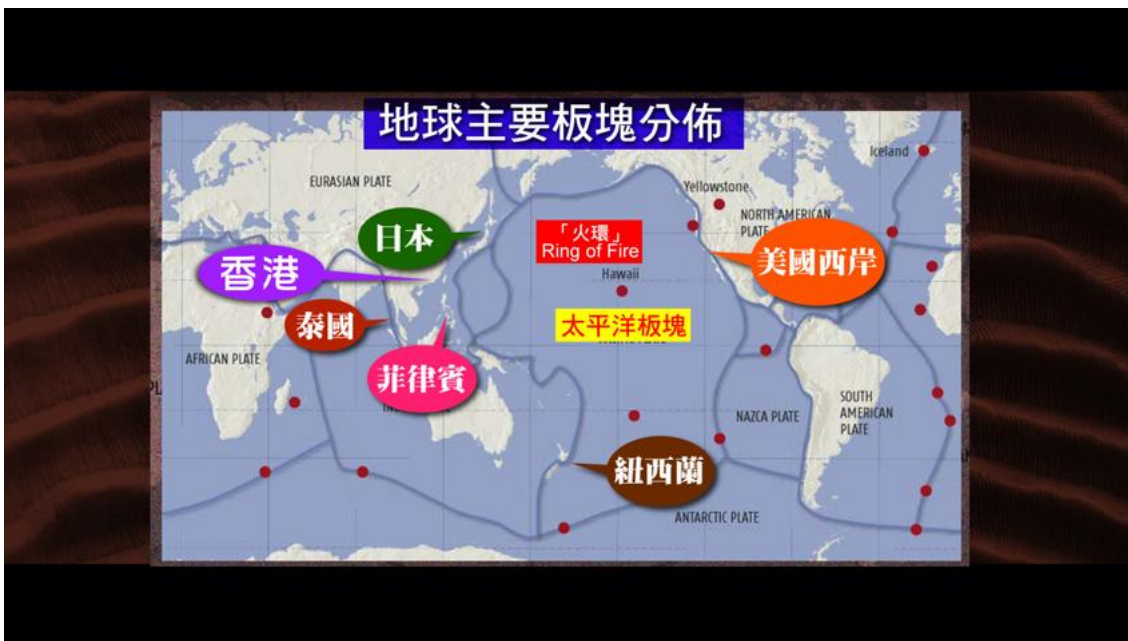 地球主要板塊分佈
Iceland
EURASIAN PLATE
Yellowstone
日本
「火環」
Ring of Fire
NORTH AMERICAN
PLATE
香港
美國西岸
Hawaii
泰國
太平洋板塊
AFRICAN PLATE
菲律賓
SOUTH
AMERICAN
PLATE
NAZCA PLATE
紐西蘭
ANTARCTIC PLATE